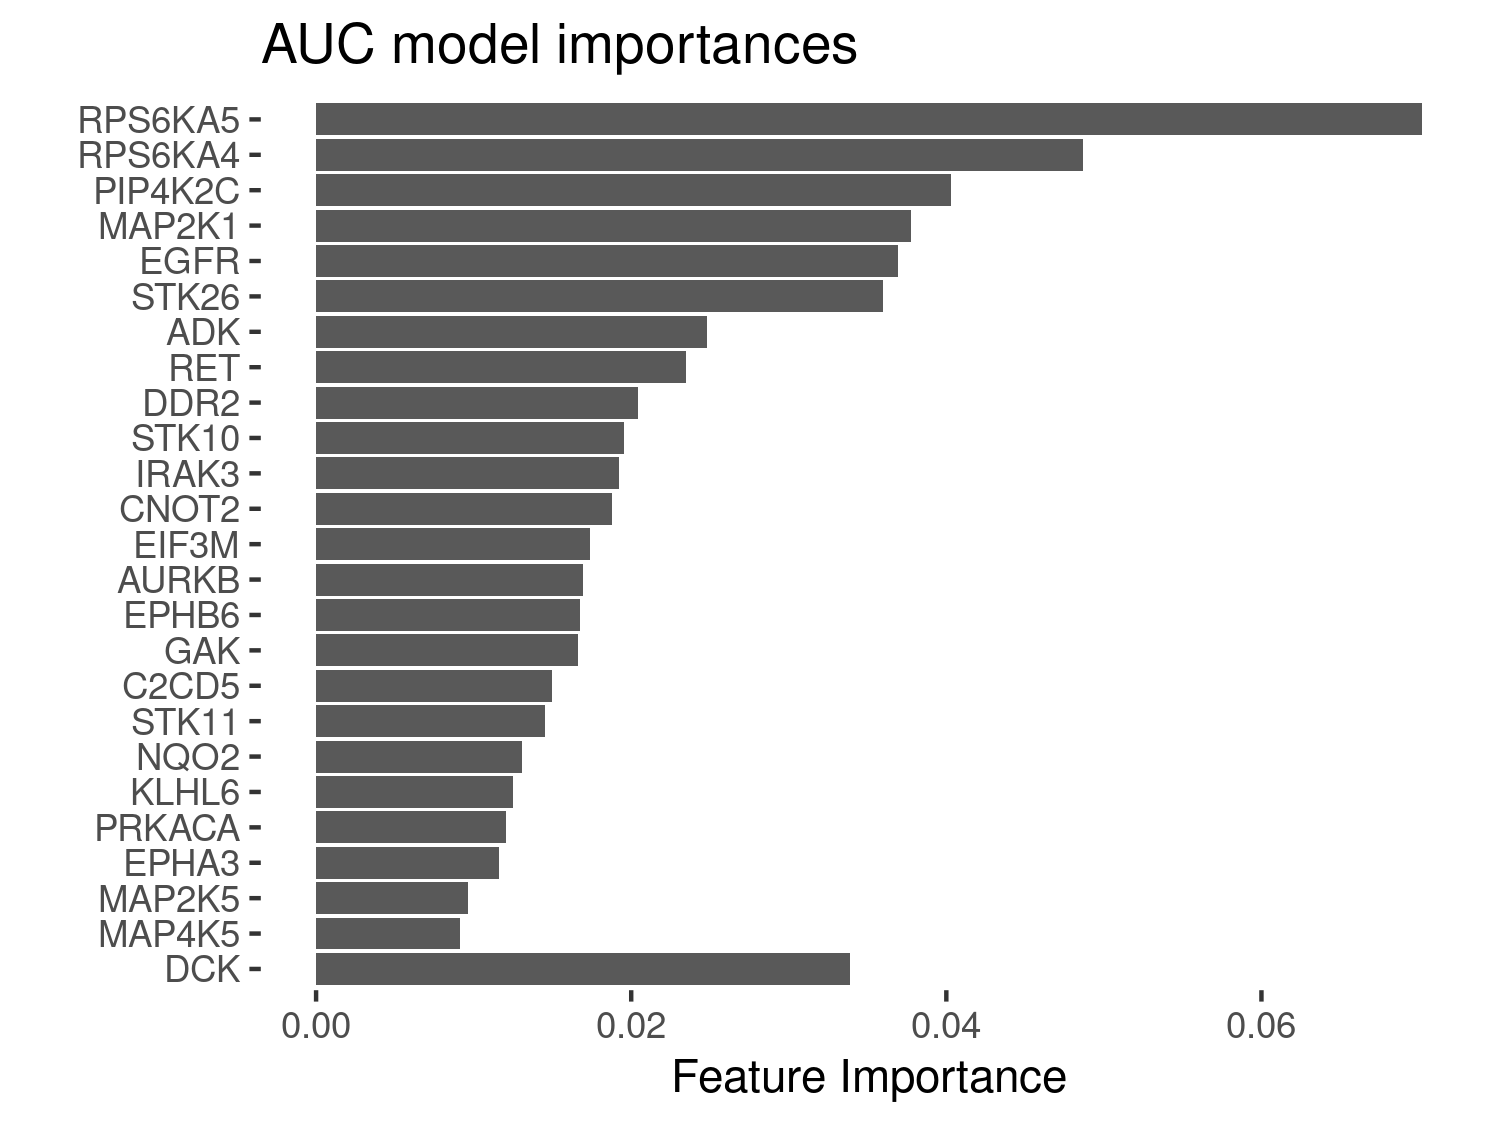 AUC model importances
RPS6KA5
RPS6KA4
PIP4K2C
MAP2K1
EGFR
STK26
ADK
RET
DDR2
STK10
IRAK3
CNOT2
EIF3M
AURKB
EPHB6
GAK
C2CD5
STK11
NQO2
KLHL6
PRKACA
EPHA3
MAP2K5
MAP4K5
DCK
0.00 0.02 0.04 0.06
Feature Importance